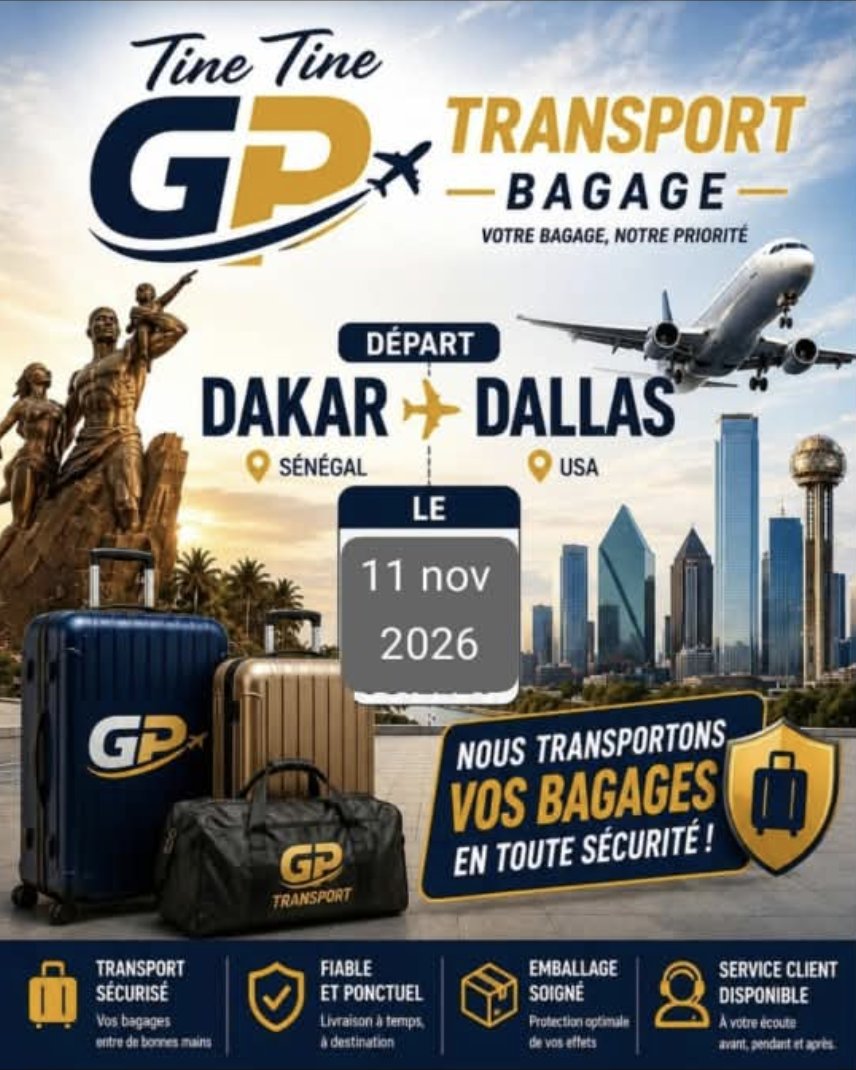 Tine Tine
GP
TRANSPORT
BAGAGE
VOTRE BAGAGE, NOTRE PRIORITÉ
DÉPART
DAKAR DALLAS
SÉNÉGAL USA
LE
11 nov
2026
GP
GP
TRANSPORT
NOUS TRANSPORTONS
VOS BAGAGES
EN TOUTE SÉCURITÉ !
TRANSPORT
SÉCURISÉ
Vos bagages
entre de bonnes mains
FIABLE
ET PONCTUEL
Livraison à temps,
à destination
EMBALLAGE
SOIGNÉ
Protection optimale
de vos effets
SERVICE CLIENT
DISPONIBLE
À votre écoute
avant, pendant et après.